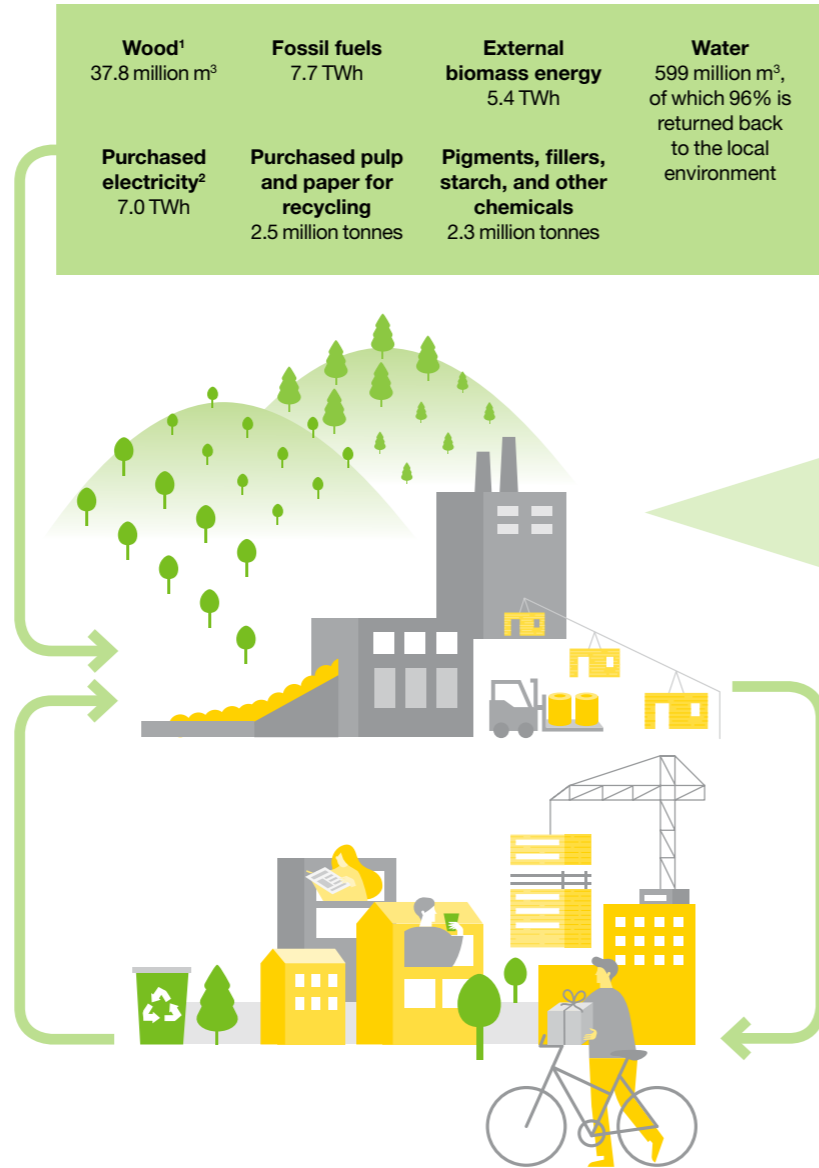 Wood¹
37.8 million m³
Fossil fuels
7.7 TWh
External
biomass energy
5.4 TWh
Water
599 million m³,
of which 96% is
returned back
to the local
environment
Purchased
electricity²
7.0 TWh
Purchased pulp
and paper for
recycling
2.5 million tonnes
Pigments, fillers,
starch, and other
chemicals
2.3 million tonnes